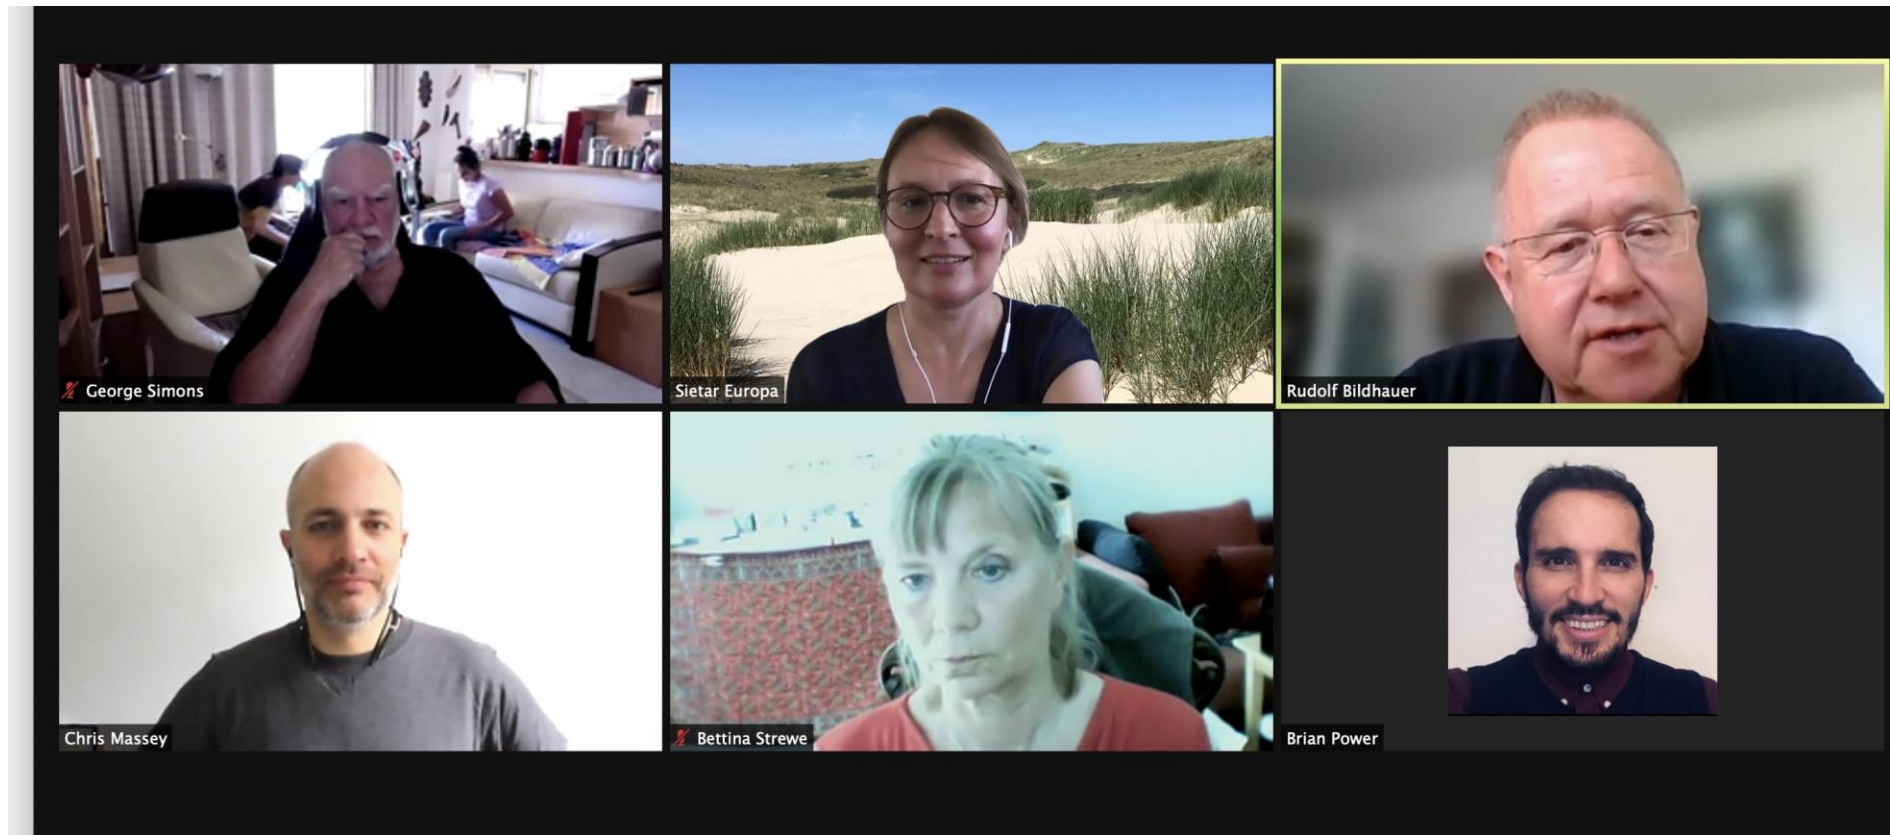 George Simons
Sietar Europa
Rudolf Bildhauer
Chris Massey
Bettina Strewe
Brian Power